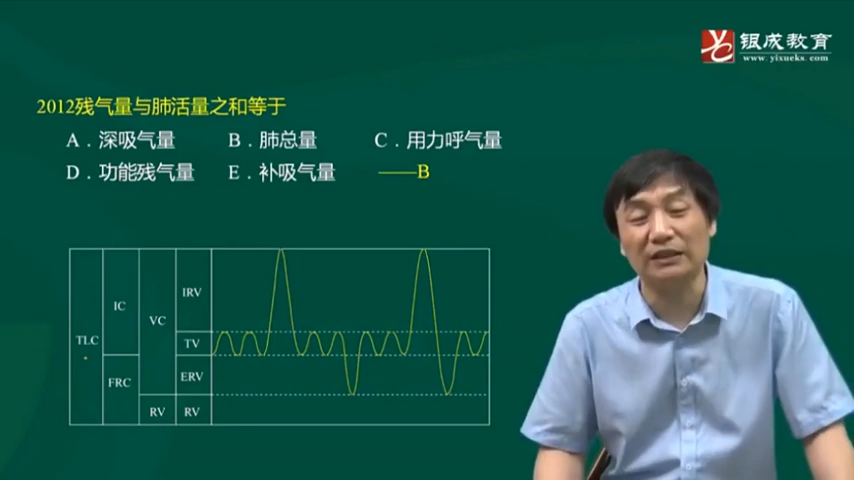 银成教育
www.yixueks.com
2012残气量与肺活量之和等于
A．深吸气量 B．肺总量 C．用力呼气量
D．功能残气量 E．补吸气量 ——B
IRV
IC
VC
TLC
TV
FRC
ERV
RV
RV